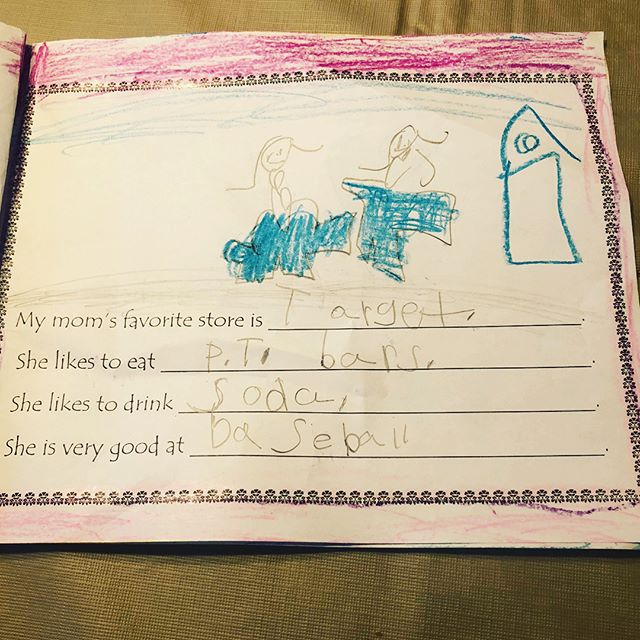 My mom's favorite store is Target.
She likes to eat P.T. bars.
She likes to drink soda.
She is very good at baseball